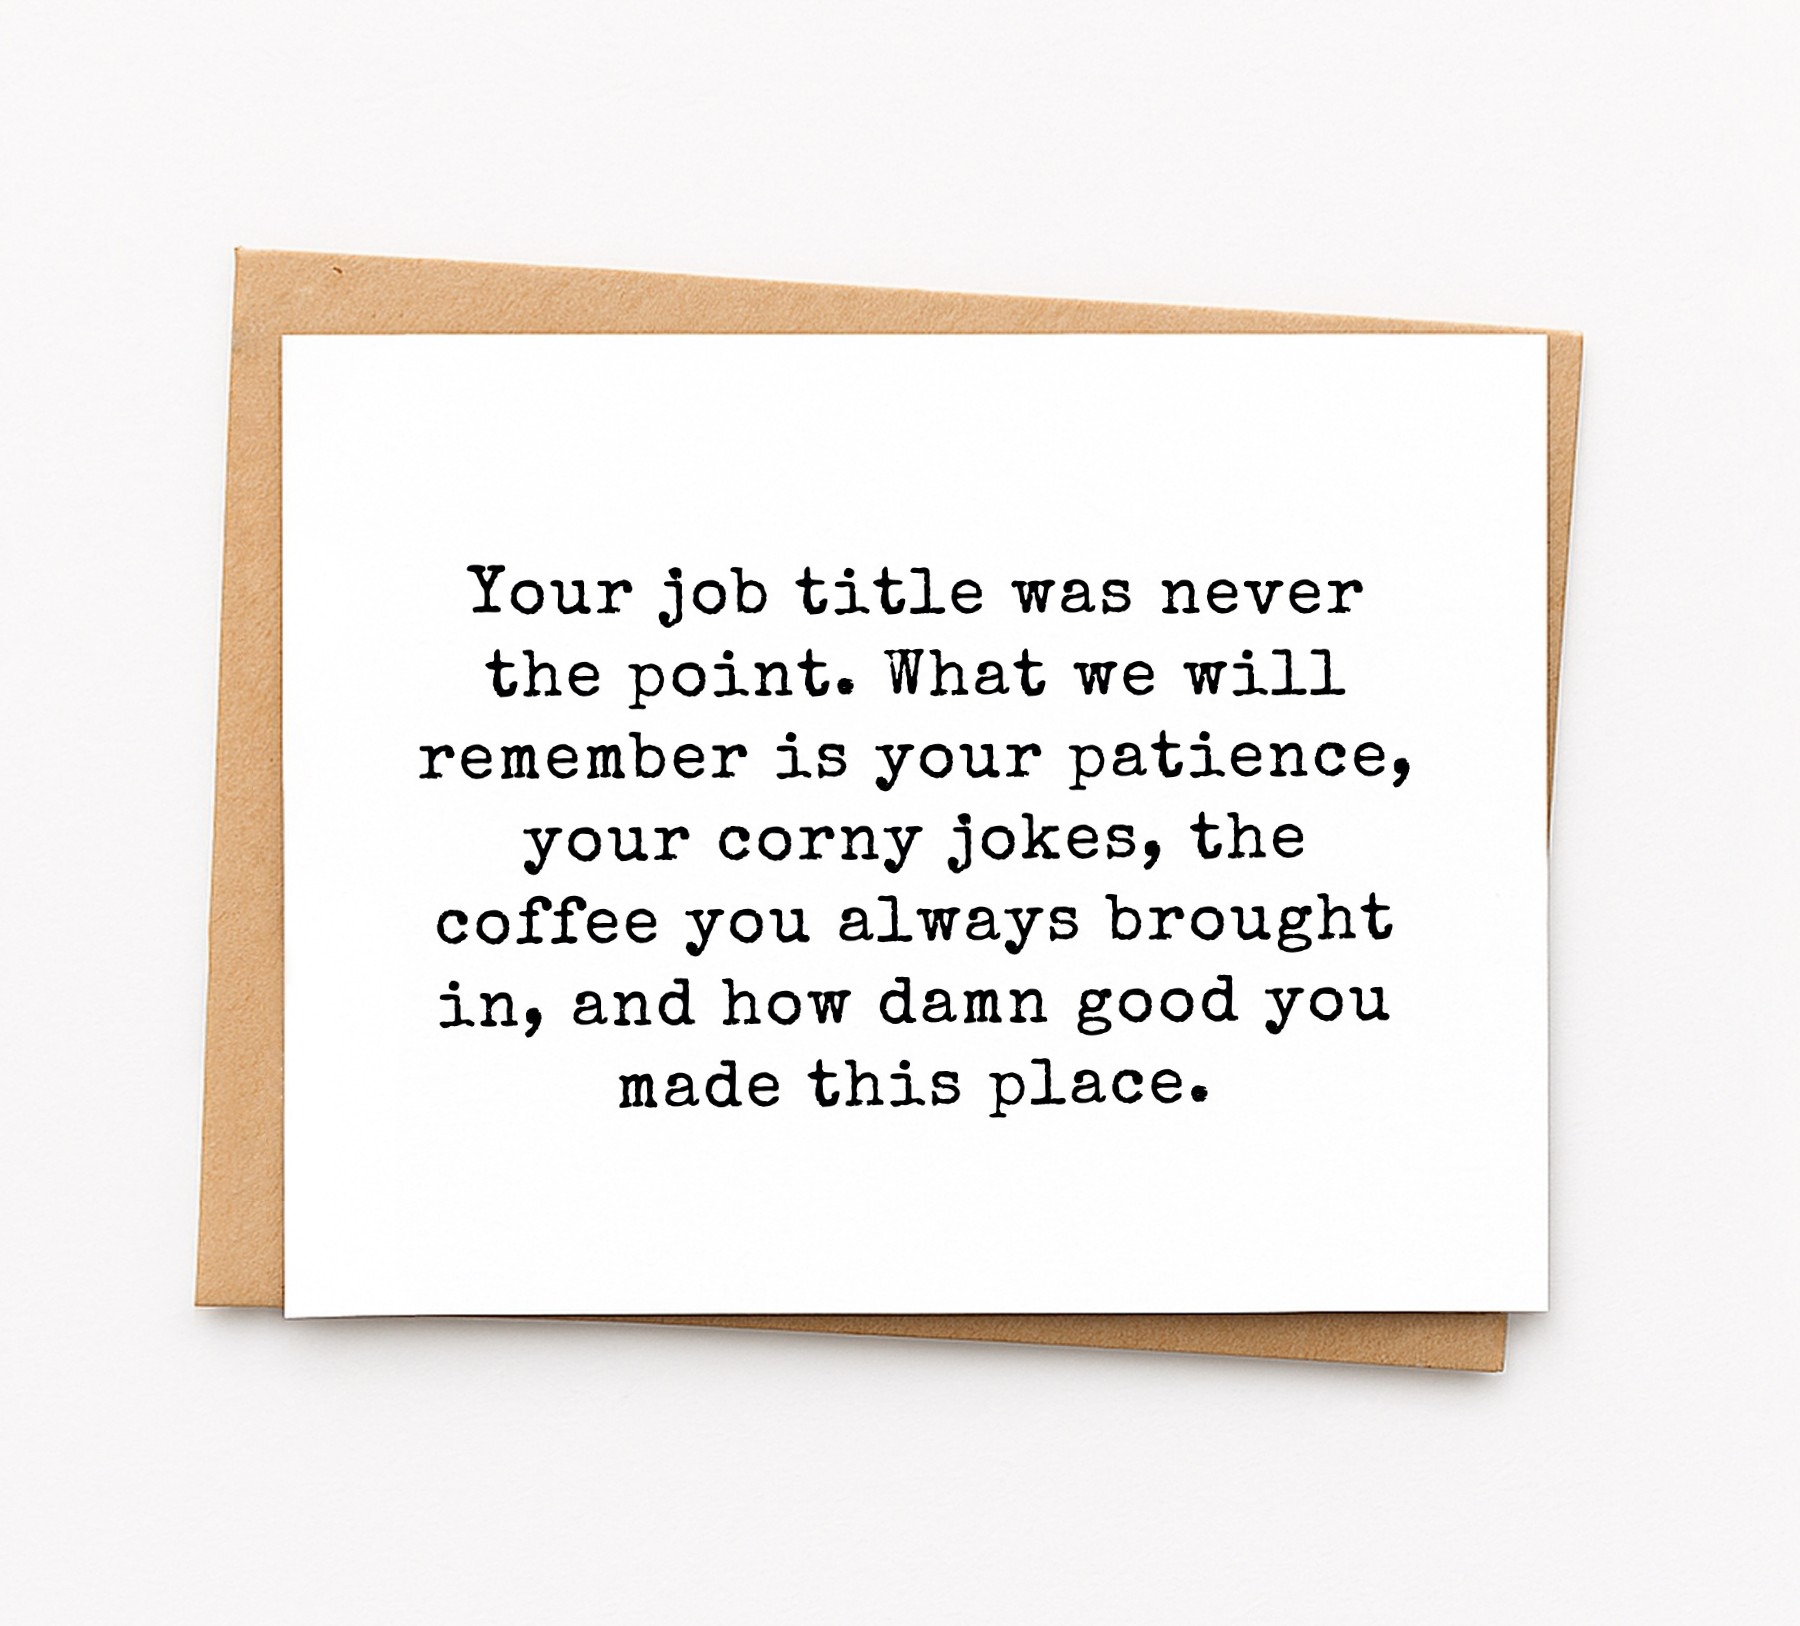 Your job title was never
the point. What we will
remember is your patience,
your corny jokes, the
coffee you always brought
in, and how damn good you
made this place.